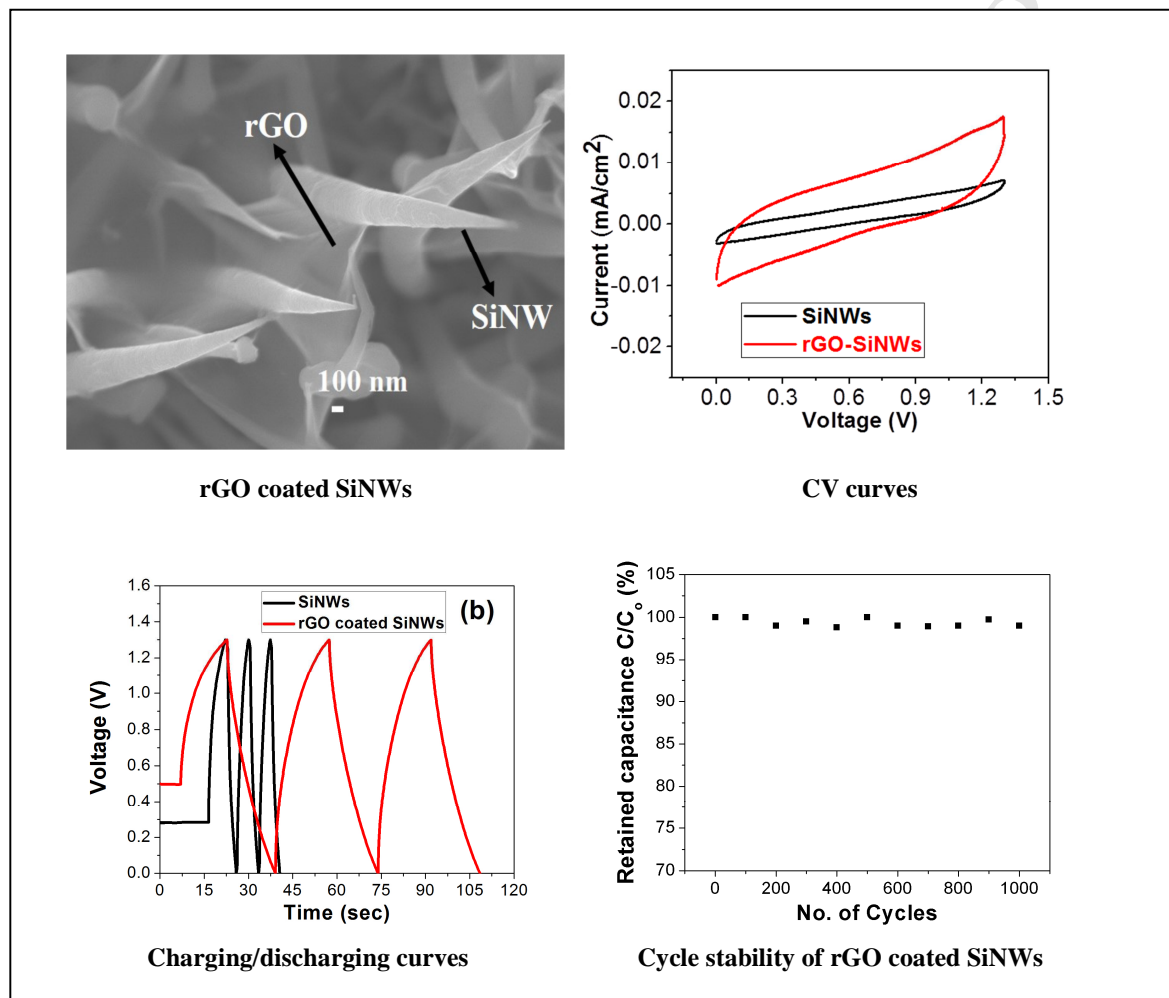 rGO
SiNW
100 nm
rGO coated SiNWs
Current (mA/cm²)
0.02
0.01
0.00
-0.01
-0.02
SiNWs
rGO-SiNWs
0.0 0.3 0.6 0.9 1.2 1.5
Voltage (V)
CV curves
Voltage (V)
1.6
1.4
1.2
1.0
0.8
0.6
0.4
0.2
0.0
SiNWs
rGO coated SiNWs
(b)
0 15 30 45 60 75 90 105 120
Time (sec)
Charging/discharging curves
Retained capacitance C/Cₒ (%)
105
100
95
90
85
80
75
70
0 200 400 600 800 1000
No. of Cycles
Cycle stability of rGO coated SiNWs